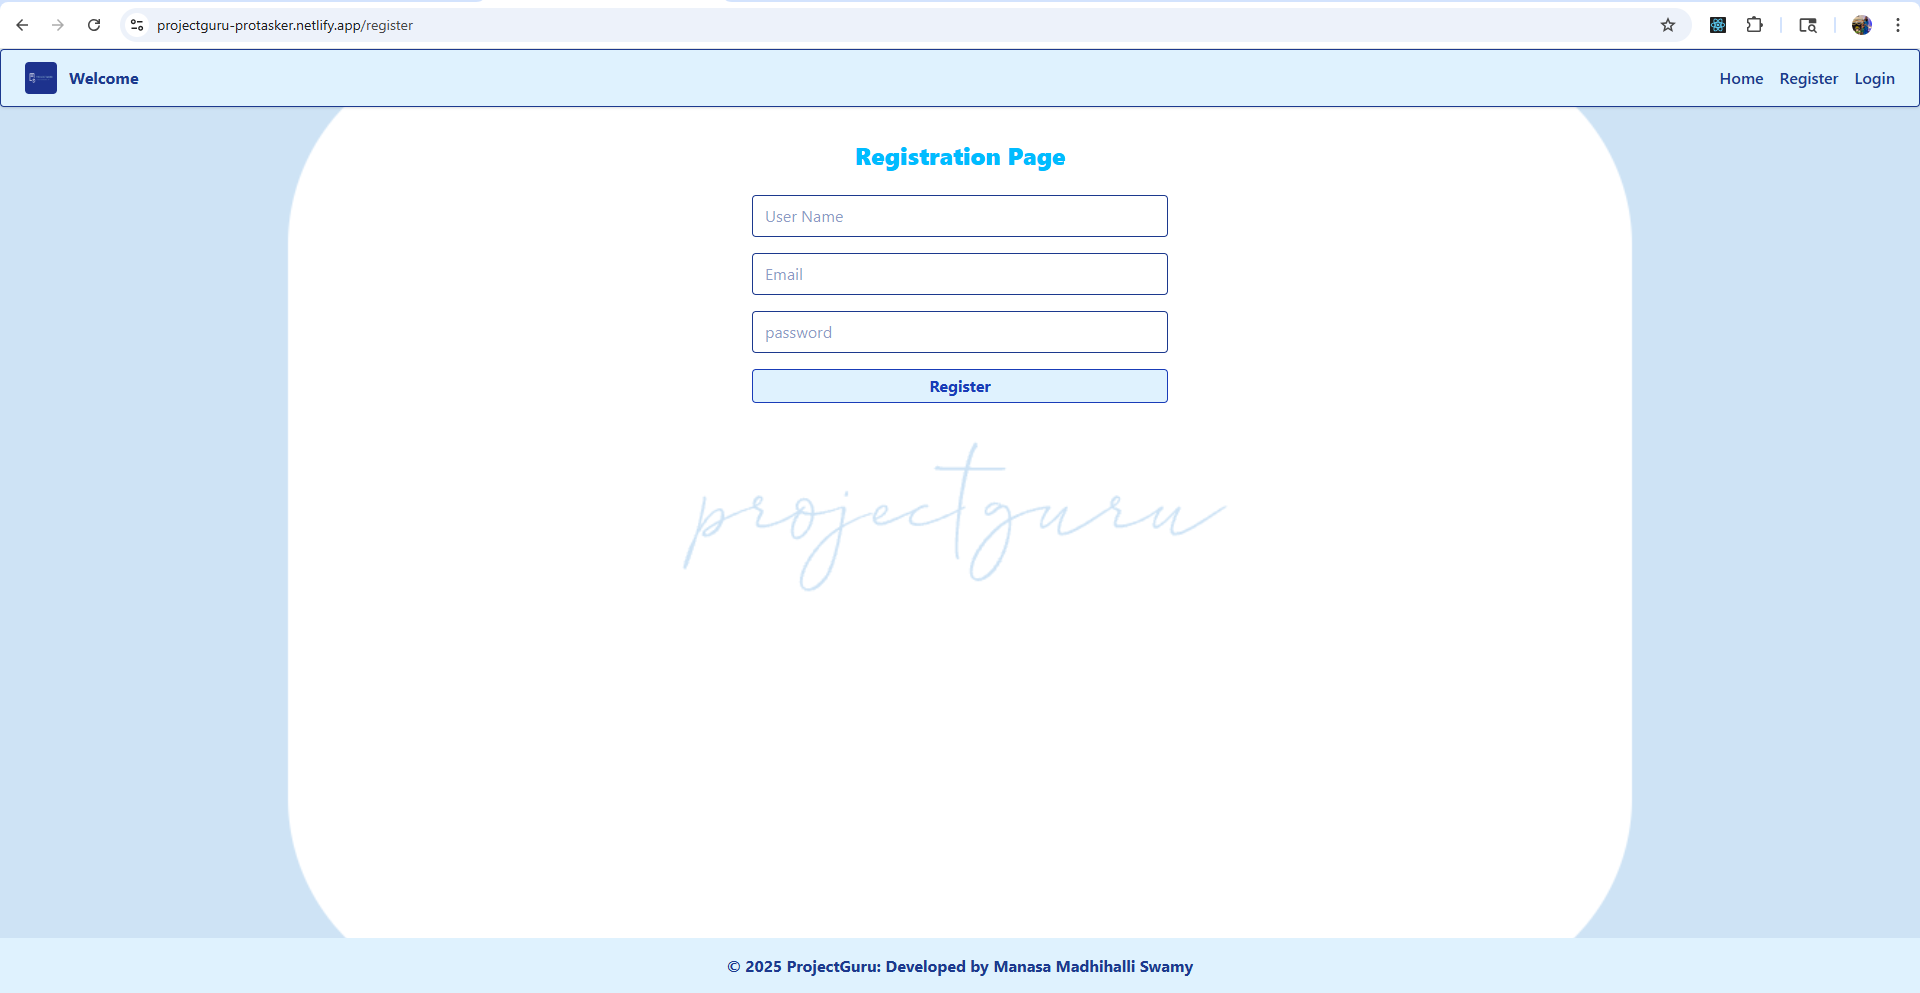 projectguru-protasker.netlify.app/register
Welcome
Home Register Login
Registration Page
User Name
Email
password
Register
projectguru
© 2025 ProjectGuru: Developed by Manasa Madhihalli Swamy